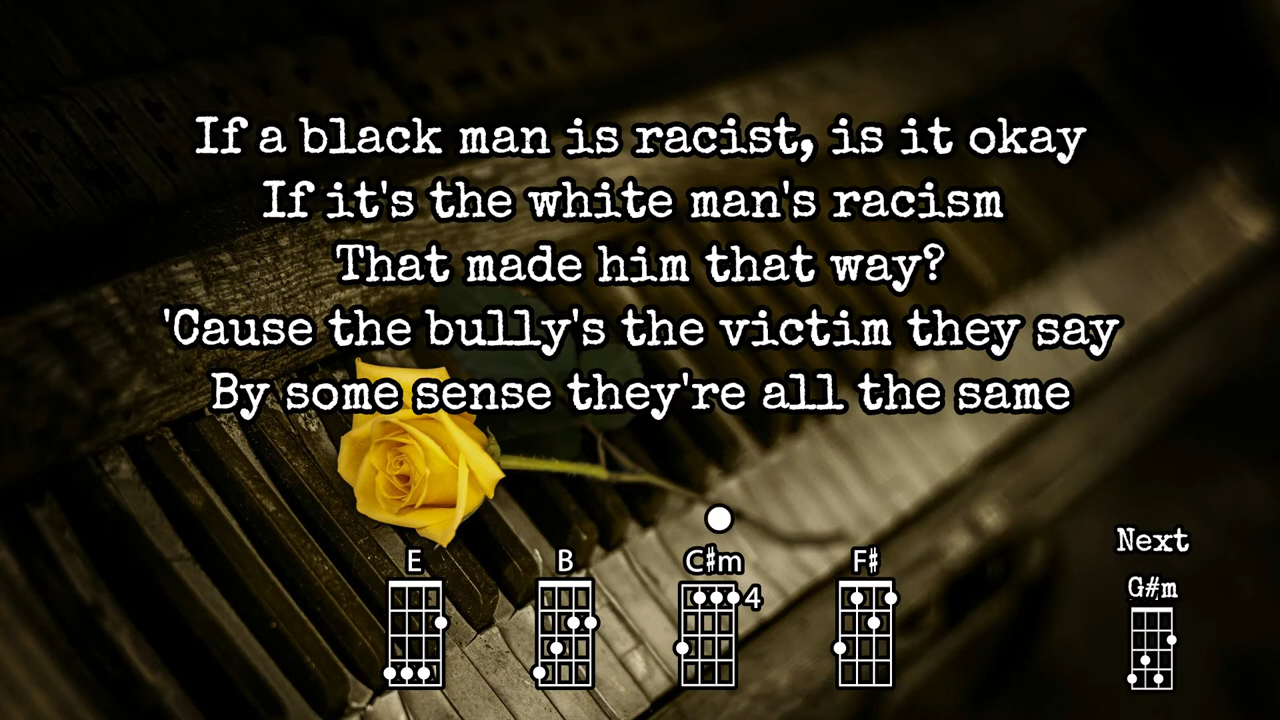 If a black man is racist, is it okay
If it's the white man's racism
That made him that way?
'Cause the bully's the victim they say
By some sense they're all the same
E B C#m F#
4
Next
G#m